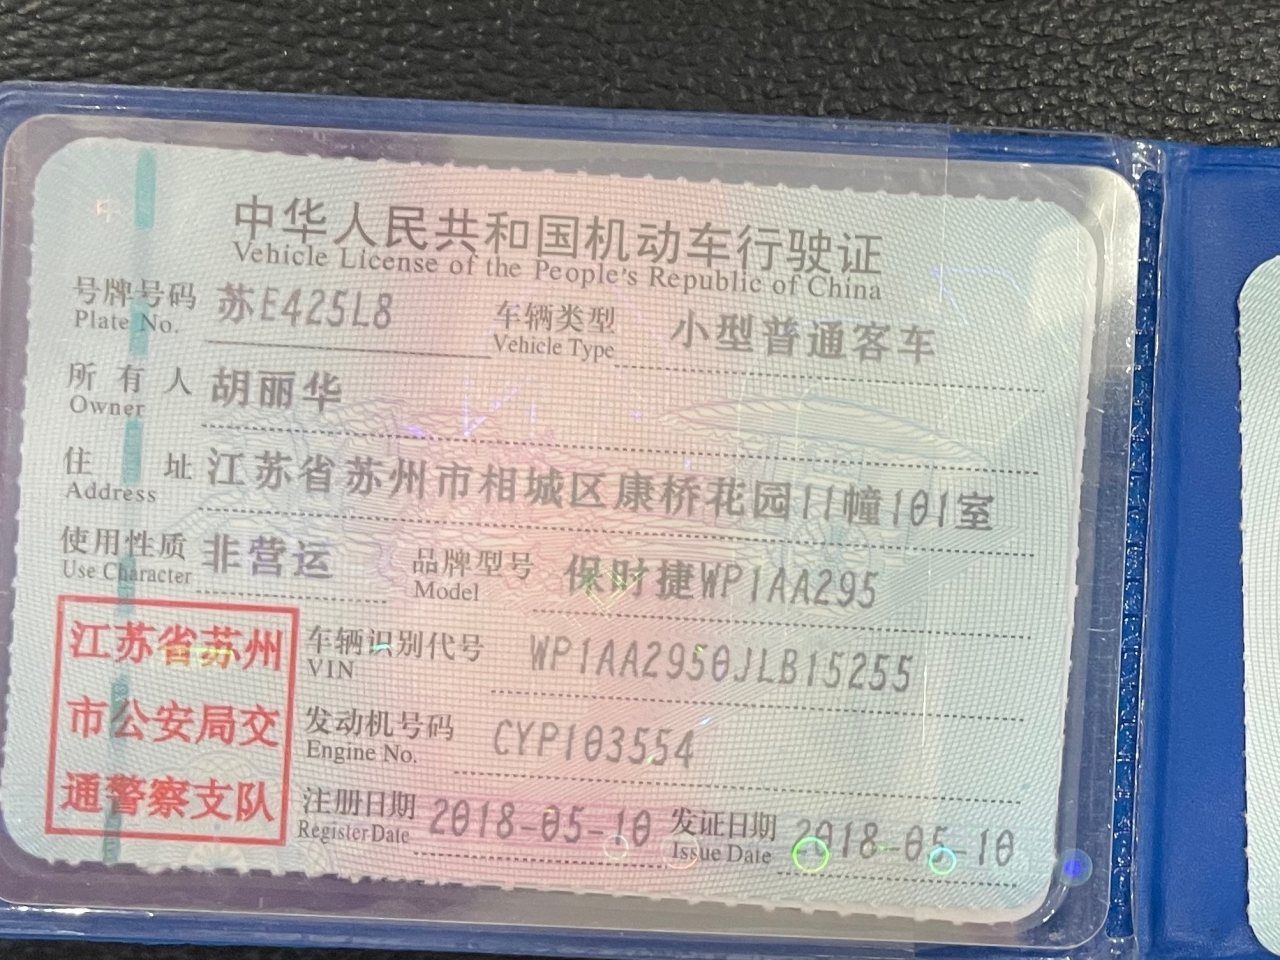 中华人民共和国机动车行驶证
Vehicle License of the People's Republic of China
号牌号码 苏E425L8 车辆类型 小型普通客车
Plate No. Vehicle Type
所有人 胡丽华
Owner
住址 江苏省苏州市相城区康桥花园11幢101室
Address
使用性质 非营运 品牌型号 保时捷WP1AA295
Use Character Model
江苏省苏州
市公安局交
通警察支队
车辆识别代号 WP1AA2950JLB15255
VIN
发动机号码 CYP103554
Engine No.
注册日期 2018-05-10 发证日期 2018-05-10
Register Date Issue Date